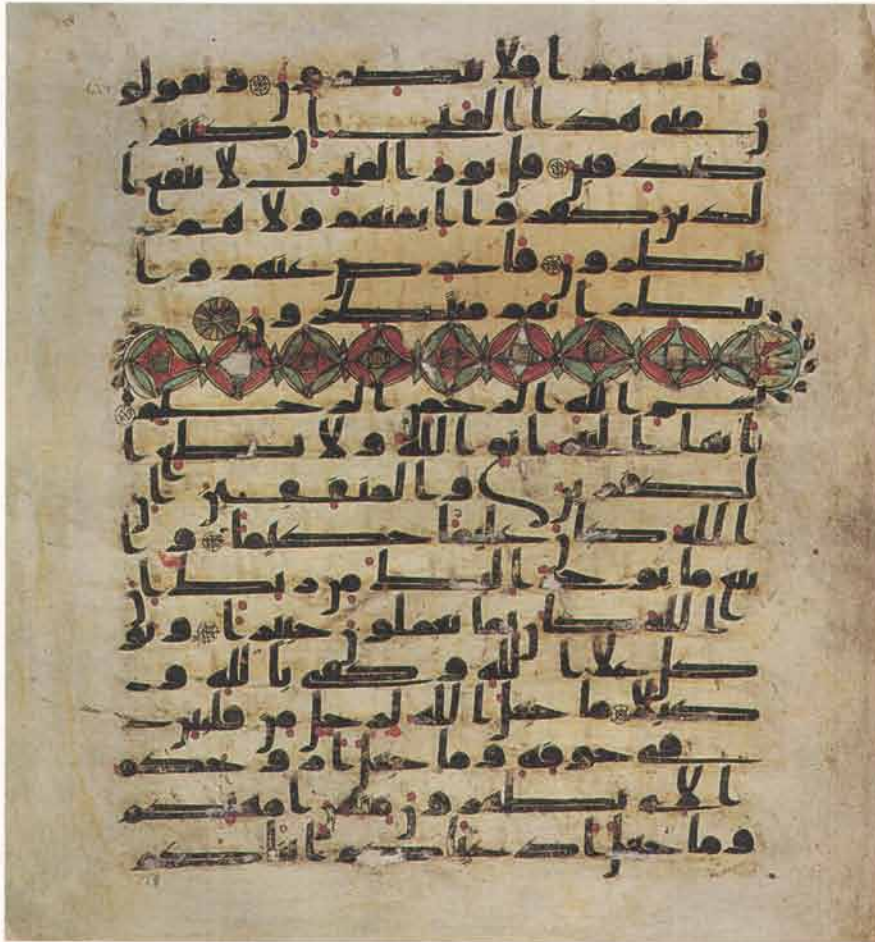 وانفسهم افلا يبصرون ويقولو
ن متى هذا الفتح ان كنتم
صدقين قل يوم الفتح لا ينفع ا
لذين كفروا ايمنهم ولا هم
ينظرون فاعرض عنهم وا
نتظر انهم منتظرون
بسم الله الرحمن الرحيم
يايها النبي اتق الله ولا تطع ا
لكفرين والمنفقين ان
الله كان عليما حكيما وا
تبع ما يوحى اليك من ربك ان
الله كان بما تعملون خبيرا وتو
كل على الله وكفى بالله و
كيلا ما جعل الله لرجل من قلبين
في جوفه وما جعل ازوجكم
الاي تظهرون منهن امهتكم
وما جعل ادعياكم ابناكم